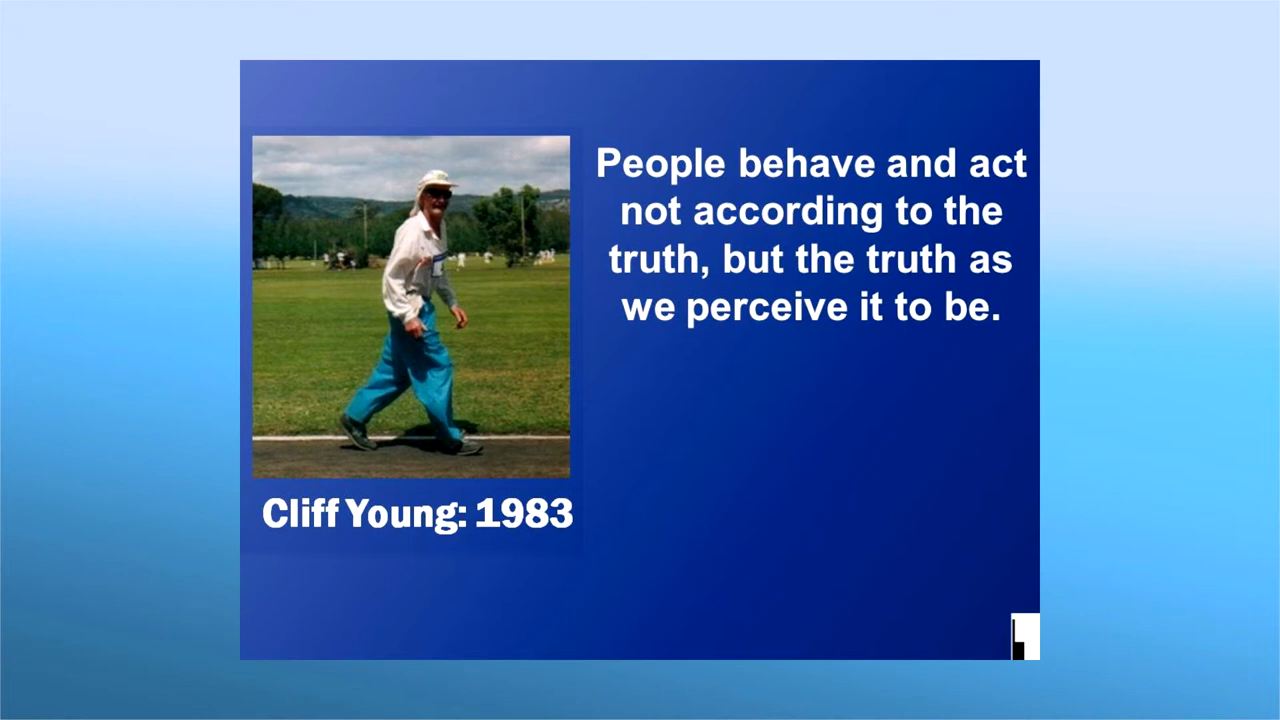 People behave and act
not according to the
truth, but the truth as
we perceive it to be.
Cliff Young: 1983